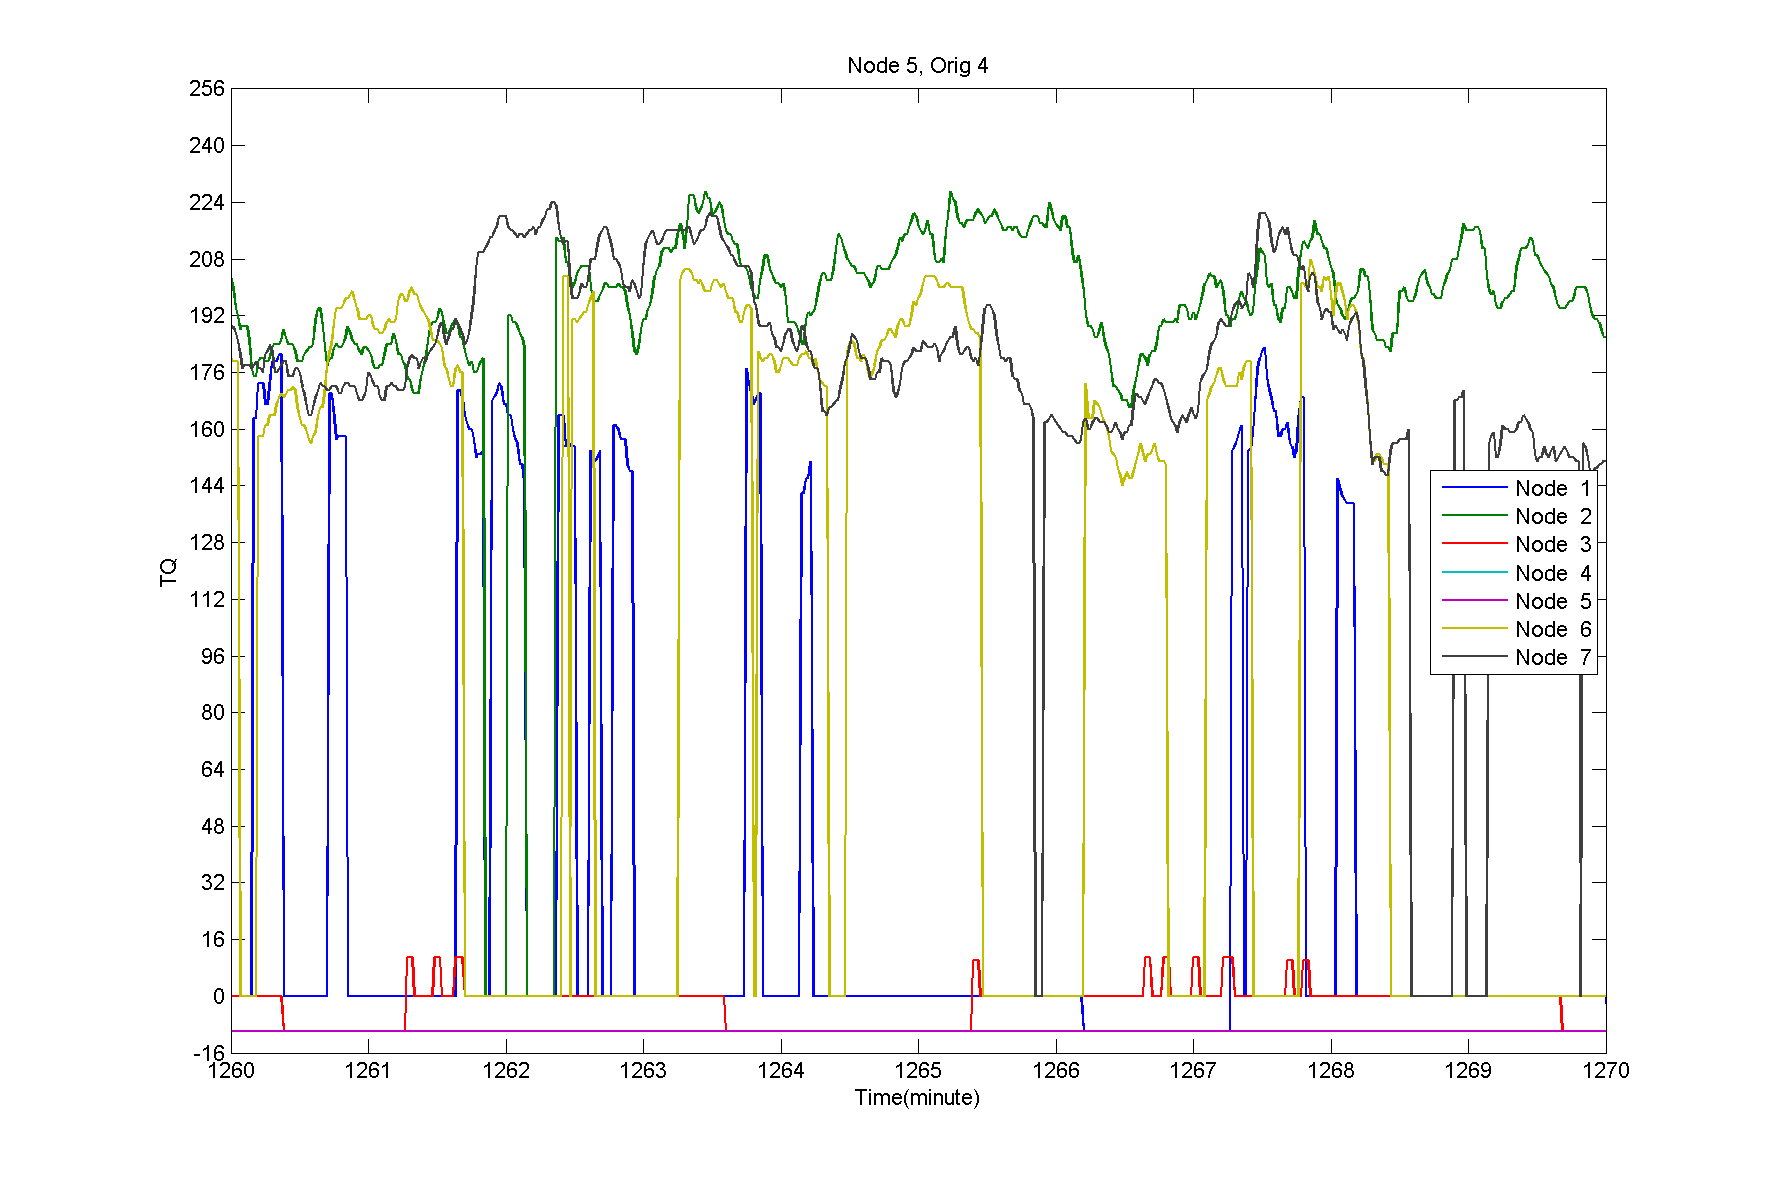 Node 5, Orig 4
256
240
224
208
192
176
160
144
128
112
96
80
64
48
32
16
0
-16
TQ
Node 1
Node 2
Node 3
Node 4
Node 5
Node 6
Node 7
1260 1261 1262 1263 1264 1265 1266 1267 1268 1269 1270
Time(minute)